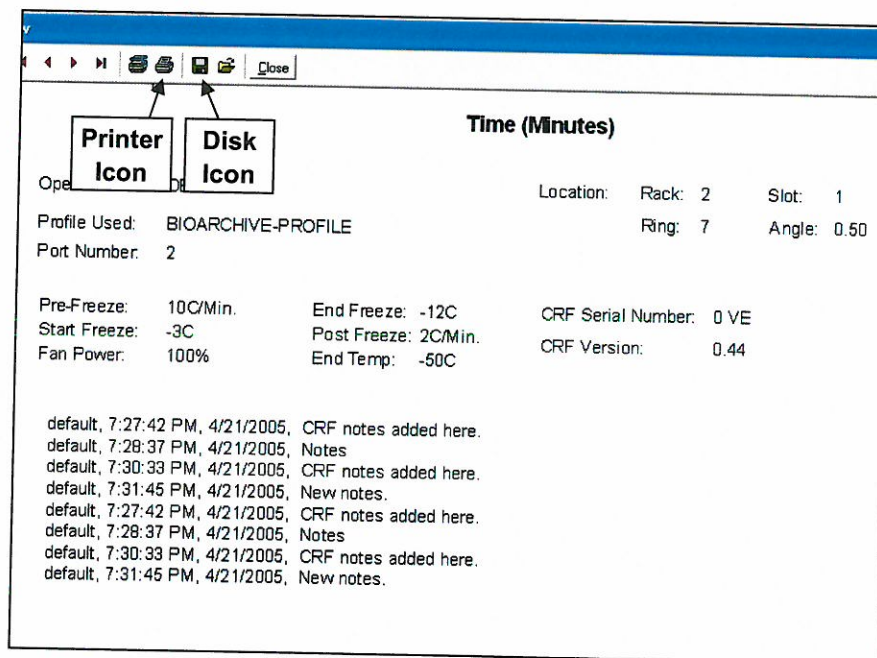 Close
Printer Icon
Disk Icon
Time (Minutes)
Location: Rack: 2 Slot: 1
Profile Used: BIOARCHIVE-PROFILE
Ring: 7 Angle: 0.50
Port Number: 2
Pre-Freeze: 10C/Min. End Freeze: -12C CRF Serial Number: 0 VE
Start Freeze: -3C Post Freeze: 2C/Min. CRF Version: 0.44
Fan Power: 100% End Temp: -50C
default, 7:27:42 PM, 4/21/2005, CRF notes added here.
default, 7:28:37 PM, 4/21/2005, Notes
default, 7:30:33 PM, 4/21/2005, CRF notes added here.
default, 7:31:45 PM, 4/21/2005, New notes.
default, 7:27:42 PM, 4/21/2005, CRF notes added here.
default, 7:28:37 PM, 4/21/2005, Notes
default, 7:30:33 PM, 4/21/2005, CRF notes added here.
default, 7:31:45 PM, 4/21/2005, New notes.